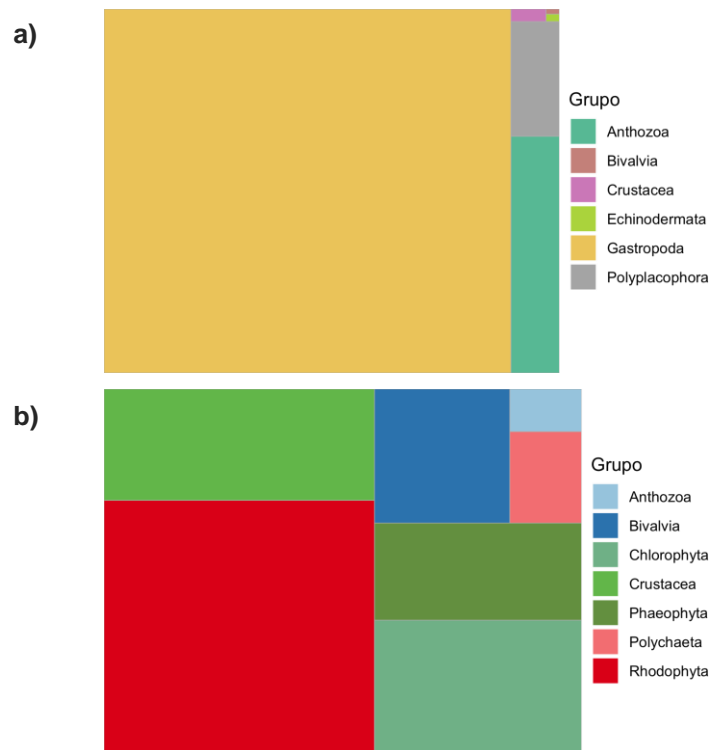 a)
Grupo
Anthozoa
Bivalvia
Crustacea
Echinodermata
Gastropoda
Polyplacophora
b)
Grupo
Anthozoa
Bivalvia
Chlorophyta
Crustacea
Phaeophyta
Polychaeta
Rhodophyta